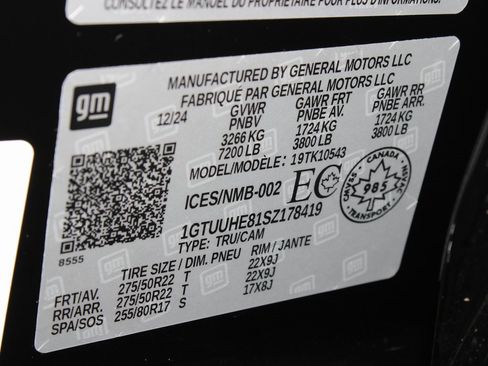 CONSULTEZ LE MANUEL DU PROPRIÉTAIRE POUR PLUS D'INFORMATIONS.
gm
MANUFACTURED BY GENERAL MOTORS LLC
FABRIQUÉ PAR GENERAL MOTORS LLC
12/24
GVWR GAWR FRT GAWR RR
PNBV PNBE AV. PNBE ARR.
3266 KG 1724 KG 1724 KG
7200 LB 3800 LB 3800 LB
MODEL/MODÈLE: 19TK10543
ICES/NMB-002 EC
CANADA
CMVSS NSVAC
985
TRANSPORT
1GTUUHE81SZ178419
TYPE: TRU/CAM
8555
TIRE SIZE / DIM. PNEU RIM / JANTE
FRT/AV. 275/50R22 T 22X9J
RR/ARR. 275/50R22 T 22X9J
SPA/SOS 255/80R17 S 17X8J